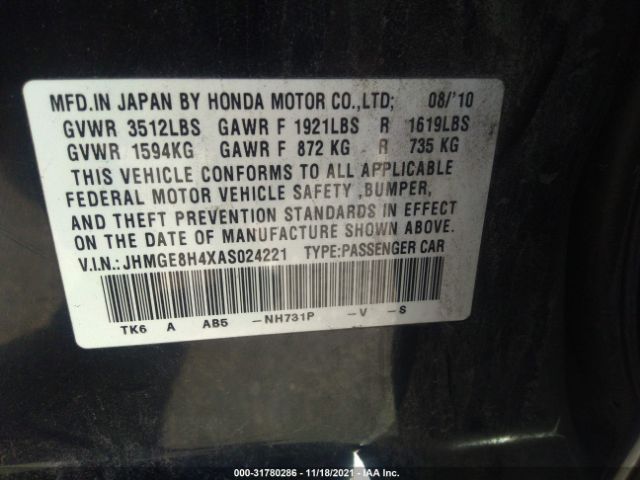 MFD.IN JAPAN BY HONDA MOTOR CO.,LTD; 08/'10
GVWR 3512LBS GAWR F 1921LBS R 1619LBS
GVWR 1594KG GAWR F 872 KG R 735 KG
THIS VEHICLE CONFORMS TO ALL APPLICABLE
FEDERAL MOTOR VEHICLE SAFETY ,BUMPER,
AND THEFT PREVENTION STANDARDS IN EFFECT
ON THE DATE OF MANUFACTURE SHOWN ABOVE.
V.I.N.:JHMGE8H4XAS024221 TYPE:PASSENGER CAR
TK6 A AB5 -NH731P -V -S
000-31780286 - 11/18/2021 - IAA Inc.